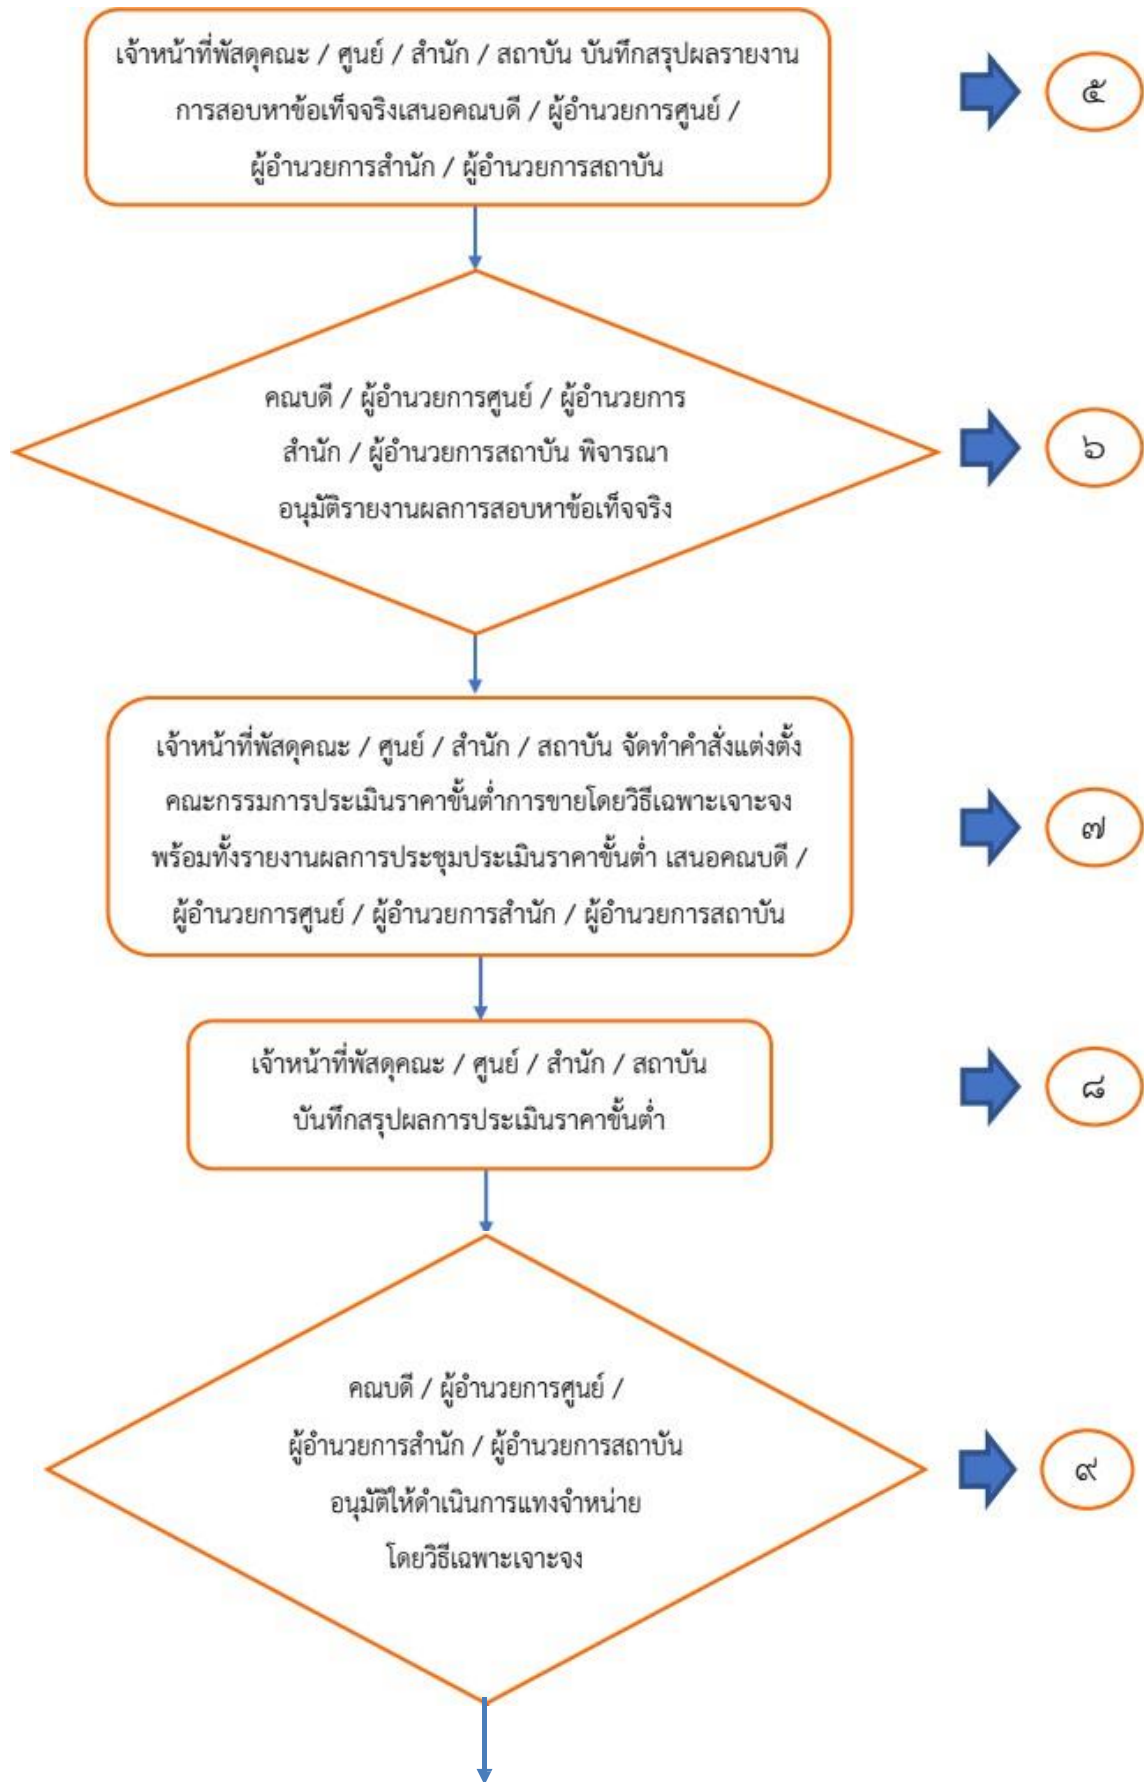 เจ้าหน้าที่พัสดุคณะ / ศูนย์ / สำนัก / สถาบัน บันทึกสรุปผลรายงาน
การสอบหาข้อเท็จจริงเสนอคณบดี / ผู้อำนวยการศูนย์ /
ผู้อำนวยการสำนัก / ผู้อำนวยการสถาบัน
๕
คณบดี / ผู้อำนวยการศูนย์ / ผู้อำนวยการ
สำนัก / ผู้อำนวยการสถาบัน พิจารณา
อนุมัติรายงานผลการสอบหาข้อเท็จจริง
๖
เจ้าหน้าที่พัสดุคณะ / ศูนย์ / สำนัก / สถาบัน จัดทำคำสั่งแต่งตั้ง
คณะกรรมการประเมินราคาขั้นต่ำการขายโดยวิธีเฉพาะเจาะจง
พร้อมทั้งรายงานผลการประชุมประเมินราคาขั้นต่ำ เสนอคณบดี /
ผู้อำนวยการศูนย์ / ผู้อำนวยการสำนัก / ผู้อำนวยการสถาบัน
๗
เจ้าหน้าที่พัสดุคณะ / ศูนย์ / สำนัก / สถาบัน
บันทึกสรุปผลการประเมินราคาขั้นต่ำ
๘
คณบดี / ผู้อำนวยการศูนย์ /
ผู้อำนวยการสำนัก / ผู้อำนวยการสถาบัน
อนุมัติให้ดำเนินการแทงจำหน่าย
โดยวิธีเฉพาะเจาะจง
๙